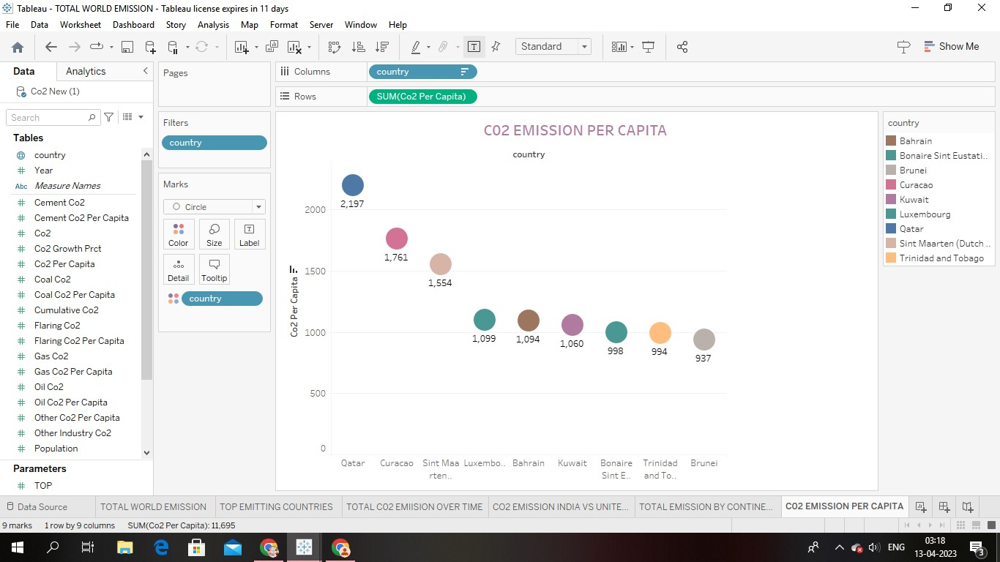 Tableau - TOTAL WORLD EMISSION - Tableau license expires in 11 days
File Data Worksheet Dashboard Story Analysis Map Format Server Window Help
Standard
Show Me
Data Analytics
Co2 New (1)
Search
Tables
country
Year
Abc Measure Names
Cement Co2
Cement Co2 Per Capita
Co2
Co2 Growth Prct
Co2 Per Capita
Coal Co2
Coal Co2 Per Capita
Cumulative Co2
Flaring Co2
Flaring Co2 Per Capita
Gas Co2
Gas Co2 Per Capita
Oil Co2
Oil Co2 Per Capita
Other Co2 Per Capita
Other Industry Co2
Population
Parameters
TOP
Pages
Filters
country
Marks
Circle
Color Size Label
Detail Tooltip
country
Columns country
Rows SUM(Co2 Per Capita)
C02 EMISSION PER CAPITA
country
Co2 Per Capita
2000
1500
1000
500
0
2,197
1,761
1,554
1,099
1,094
1,060
998
994
937
Qatar
Curacao
Sint Maa
rten..
Luxembo..
Bahrain
Kuwait
Bonaire
Sint E..
Trinidad
and To..
Brunei
country
Bahrain
Bonaire Sint Eustati..
Brunei
Curacao
Kuwait
Luxembourg
Qatar
Sint Maarten (Dutch ..
Trinidad and Tobago
Data Source TOTAL WORLD EMISSION TOP EMITTING COUNTRIES TOTAL C02 EMIISION OVER TIME C02 EMISSION INDIA VS UNITE... TOTAL EMISSION BY CONTINE... C02 EMISSION PER CAPITA
9 marks 1 row by 9 columns SUM(Co2 Per Capita): 11,695
ENG
03:18
13-04-2023
3